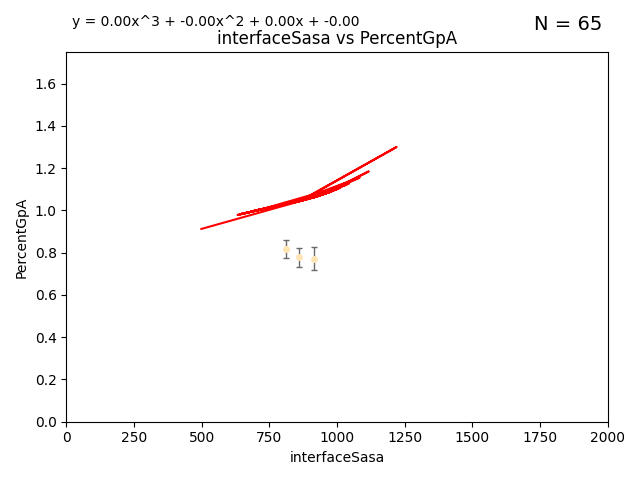 y = 0.00x^3 + -0.00x^2 + 0.00x + -0.00
N = 65
interfaceSasa vs PercentGpA
PercentGpA
1.6
1.4
1.2
1.0
0.8
0.6
0.4
0.2
0.0
0 250 500 750 1000 1250 1500 1750 2000
interfaceSasa